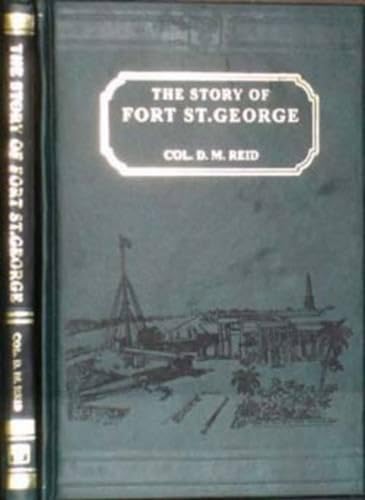 THE STORY OF FORT ST.GEORGE
COL. D. M. REID
THE STORY OF
FORT ST.GEORGE
COL. D. M. REID